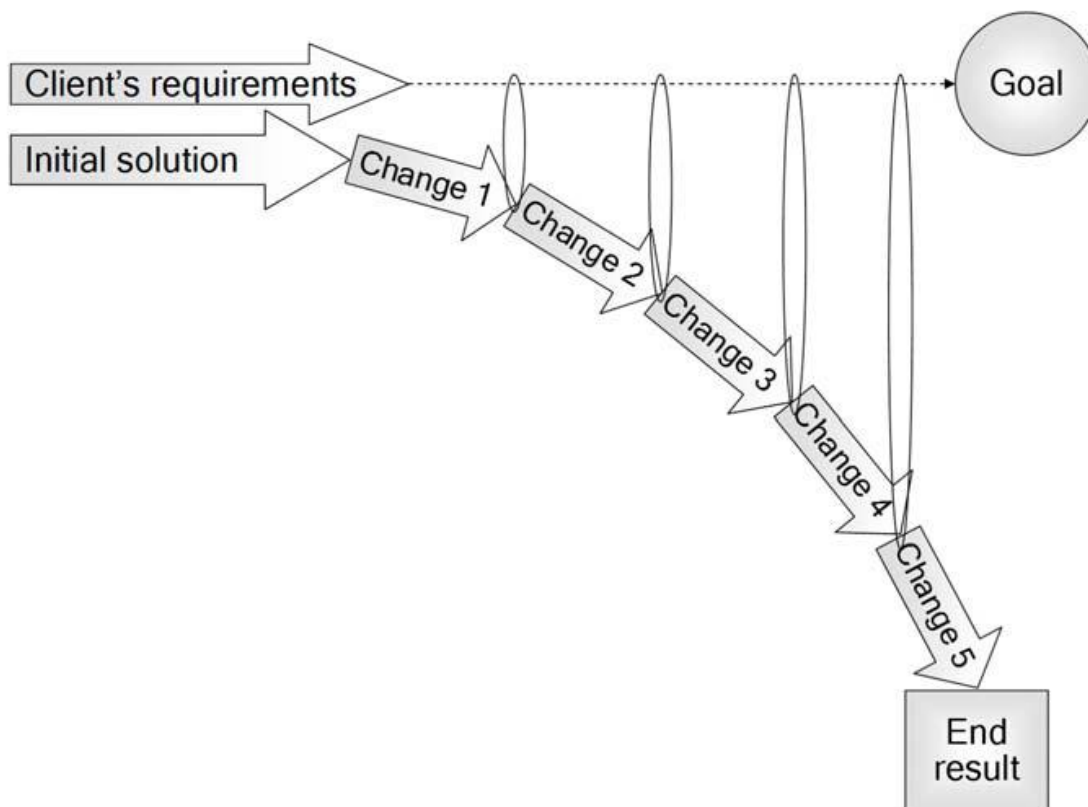 Client's requirements
Goal
Initial solution
Change 1
Change 2
Change 3
Change 4
Change 5
End
result